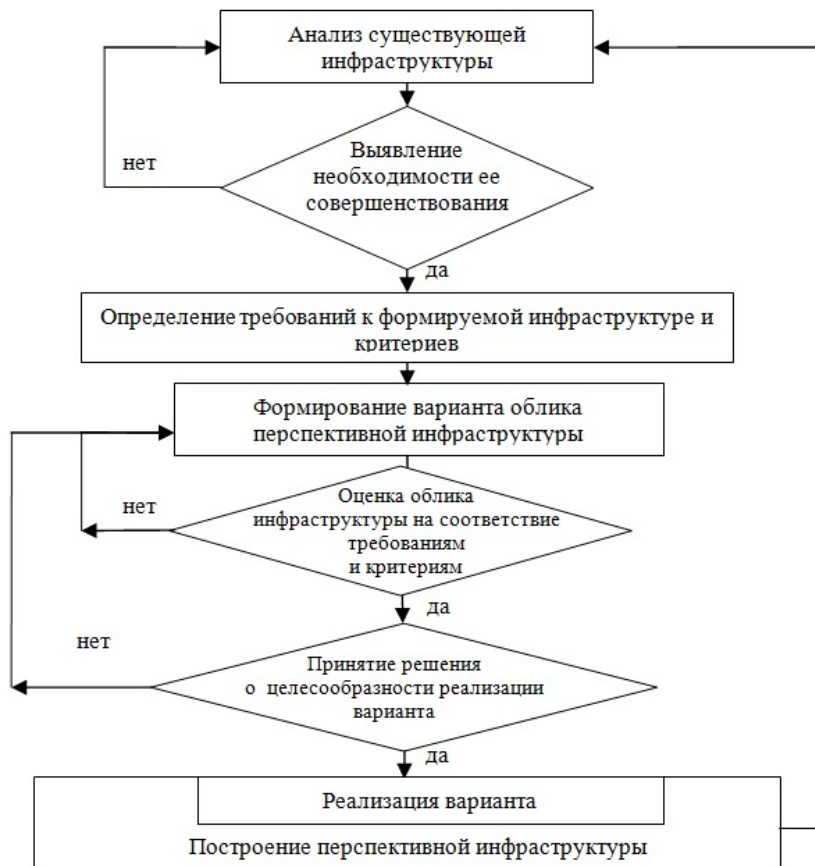 Анализ существующей
инфраструктуры
нет
Выявление
необходимости ее
совершенствования
да
Определение требований к формируемой инфраструктуре и
критериев
Формирование варианта облика
перспективной инфраструктуры
нет
Оценка облика
инфраструктуры на соответствие
требованиям
и критериям
да
нет
Принятие решения
о целесообразности реализации
варианта
да
Реализация варианта
Построение перспективной инфраструктуры